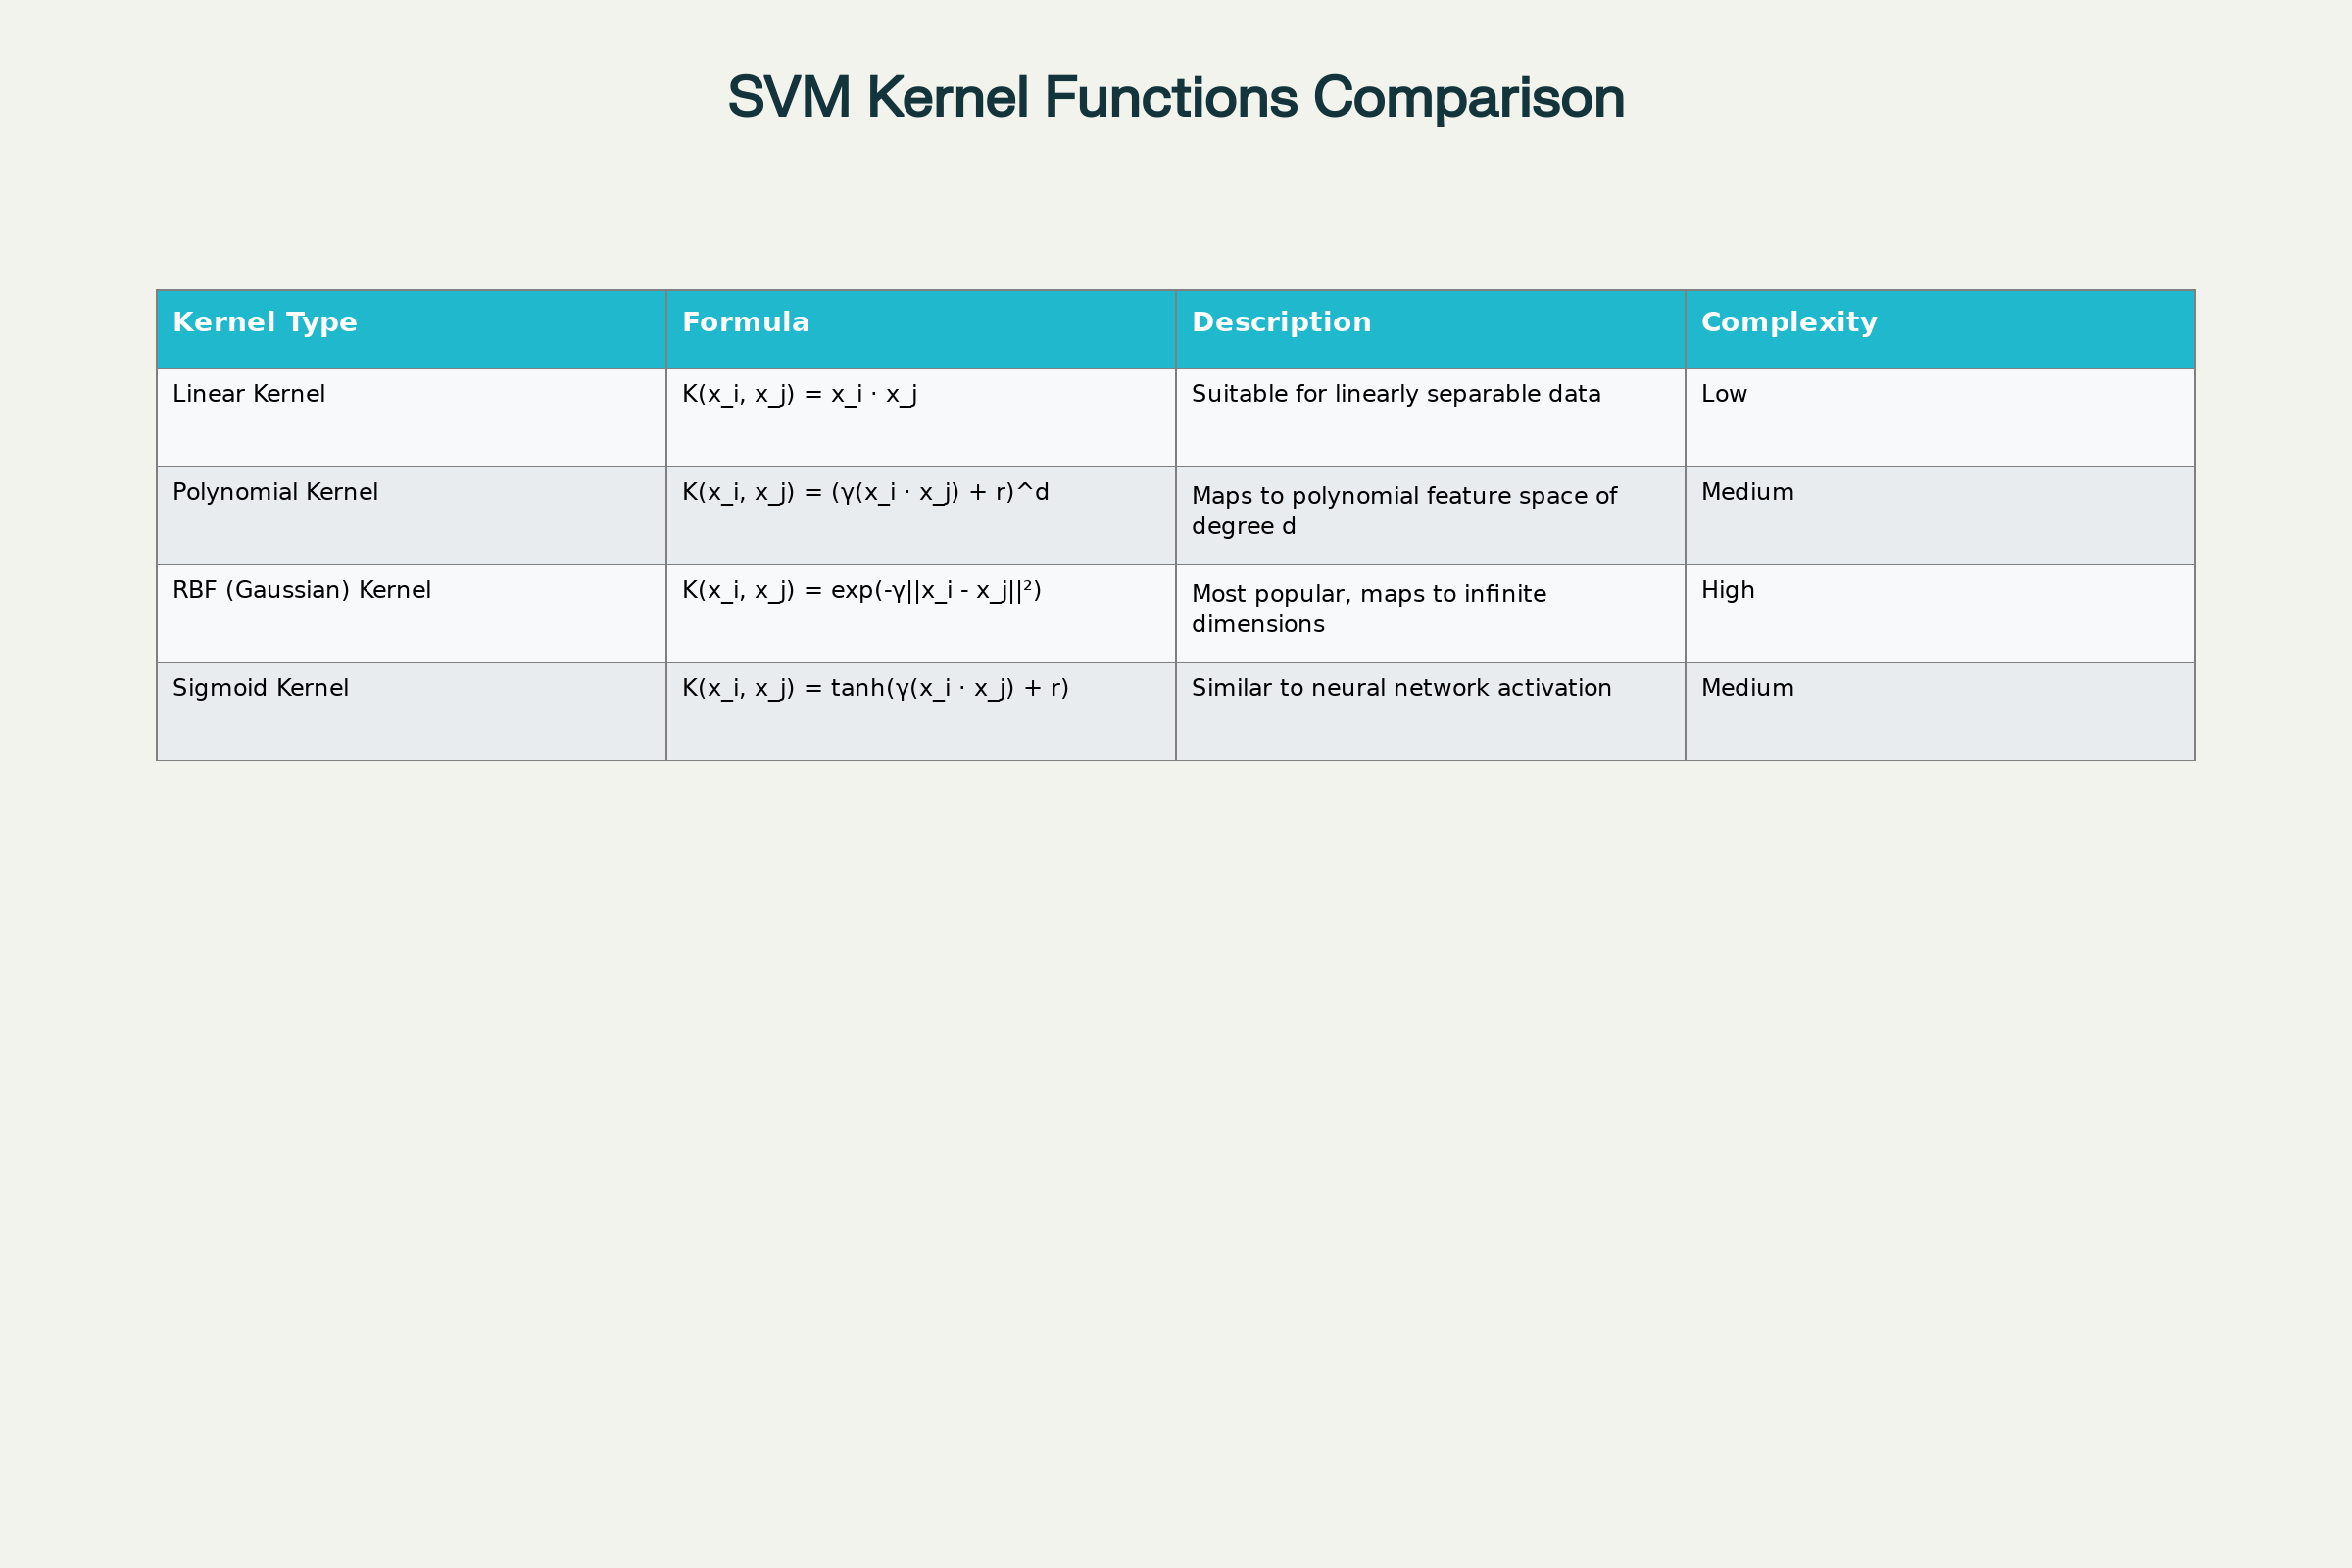 SVM Kernel Functions Comparison
Kernel Type Formula Description Complexity
Linear Kernel K(x_i, x_j) = x_i · x_j Suitable for linearly separable data Low
Polynomial Kernel K(x_i, x_j) = (γ(x_i · x_j) + r)^d Maps to polynomial feature space of Medium
degree d
RBF (Gaussian) Kernel K(x_i, x_j) = exp(-γ||x_i - x_j||²) Most popular, maps to infinite High
dimensions
Sigmoid Kernel K(x_i, x_j) = tanh(γ(x_i · x_j) + r) Similar to neural network activation Medium